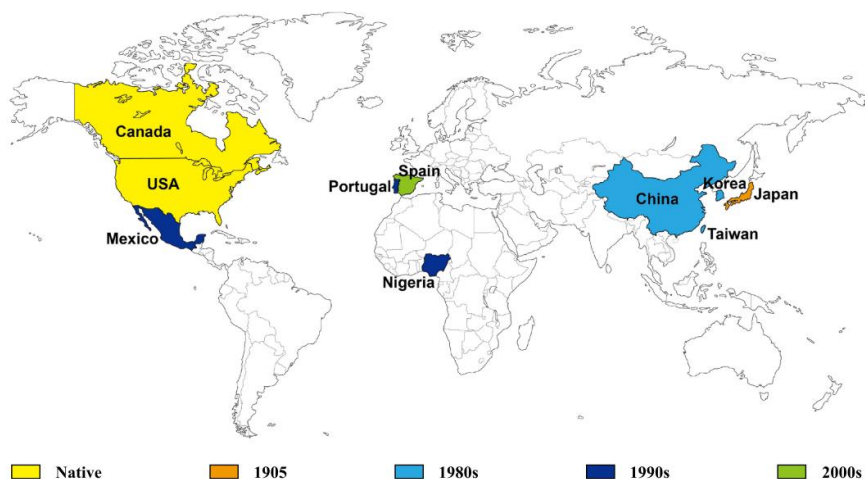 Canada
USA
Mexico
Spain
Portugal
Nigeria
China
Korea
Japan
Taiwan
Native
1905
1980s
1990s
2000s